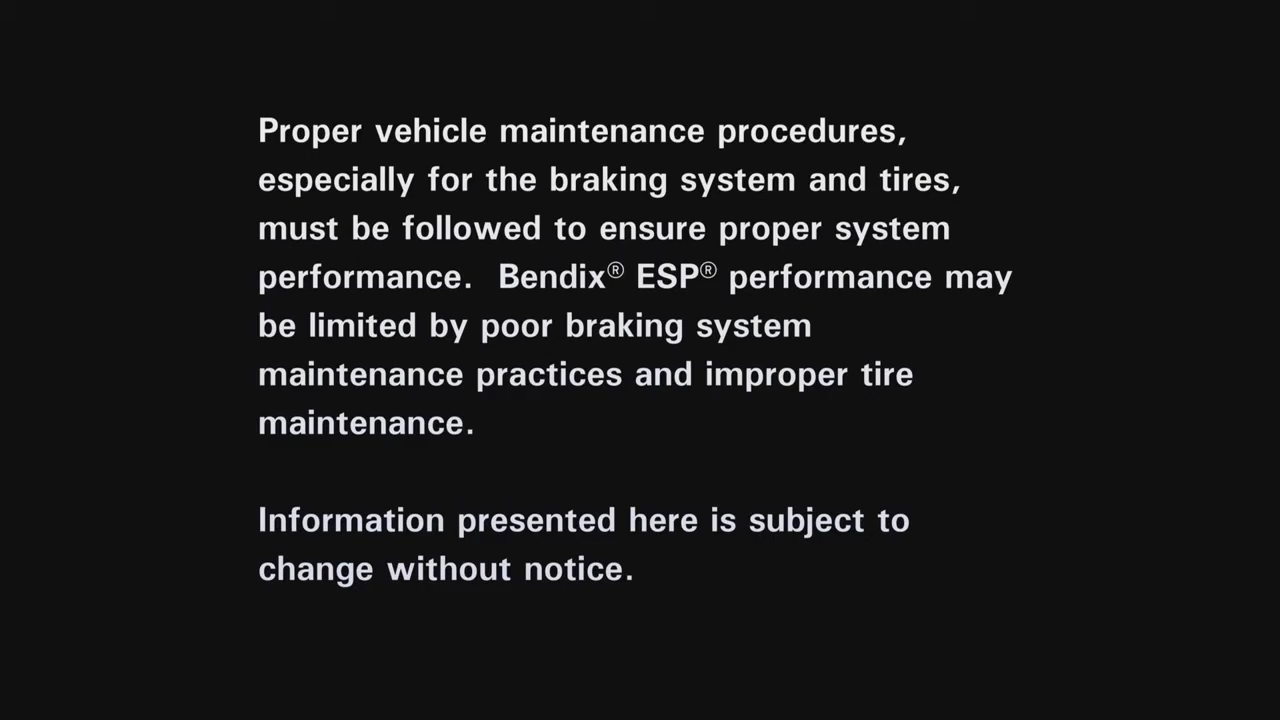 Proper vehicle maintenance procedures,
especially for the braking system and tires,
must be followed to ensure proper system
performance.  Bendix® ESP® performance may
be limited by poor braking system
maintenance practices and improper tire
maintenance.
Information presented here is subject to
change without notice.